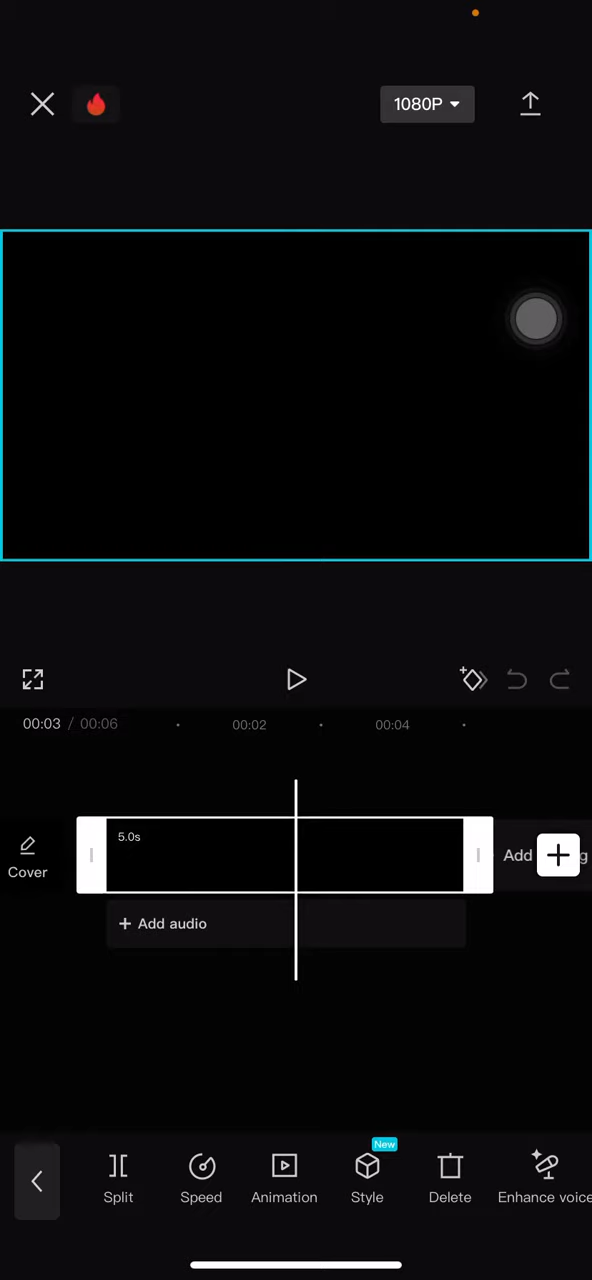 1080P
00:03 / 00:06
00:02
00:04
5.0s
Cover
Add
g
+ Add audio
New
Split
Speed
Animation
Style
Delete
Enhance voice